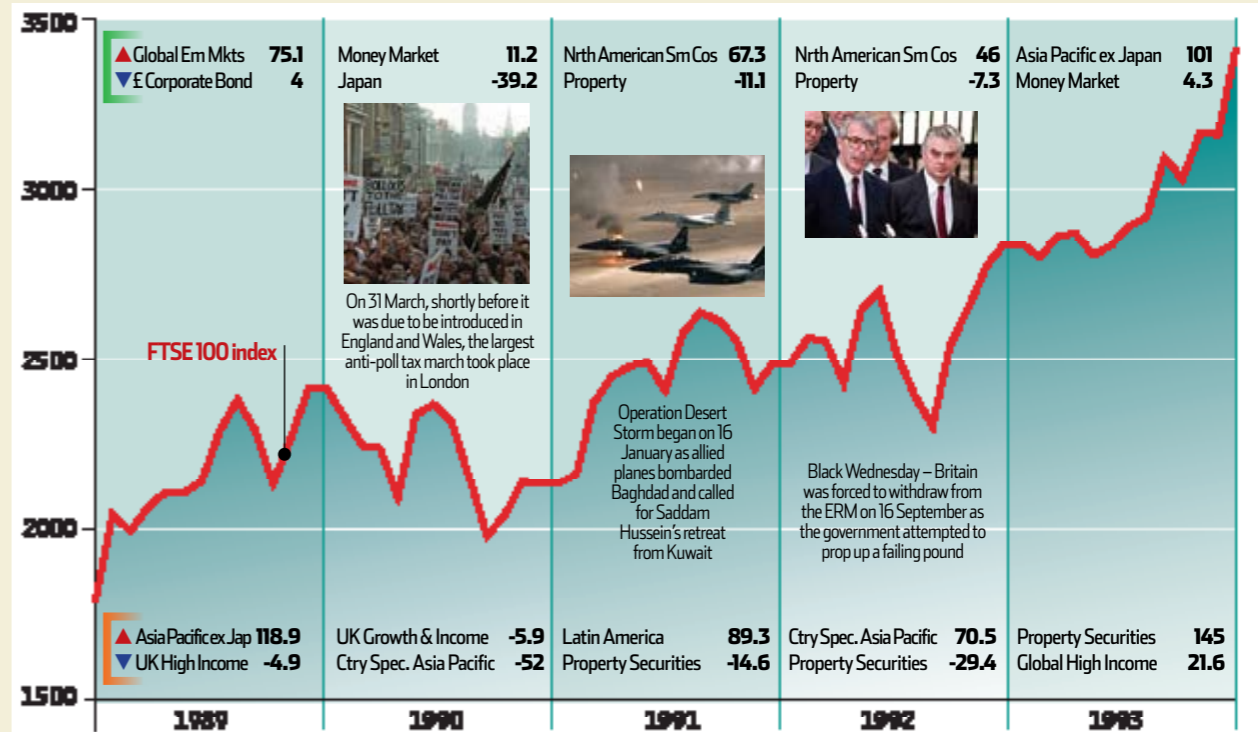 3500
3000
2500
2000
1500
▲ Global Em Mkts 75.1
▼ £ Corporate Bond 4
Money Market 11.2
Japan -39.2
Nrth American Sm Cos 67.3
Property -11.1
Nrth American Sm Cos 46
Property -7.3
Asia Pacific ex Japan 101
Money Market 4.3
FTSE 100 index
On 31 March, shortly before it
was due to be introduced in
England and Wales, the largest
anti-poll tax march took place
in London
Operation Desert
Storm began on 16
January as allied
planes bombarded
Baghdad and called
for Saddam
Hussein's retreat
from Kuwait
Black Wednesday – Britain
was forced to withdraw from
the ERM on 16 September as
the government attempted to
prop up a failing pound
▲ Asia Pacific ex Jap 118.9
▼ UK High Income -4.9
UK Growth & Income -5.9
Ctry Spec. Asia Pacific -52
Latin America 89.3
Property Securities -14.6
Ctry Spec. Asia Pacific 70.5
Property Securities -29.4
Property Securities 145
Global High Income 21.6
1989
1990
1991
1992
1993